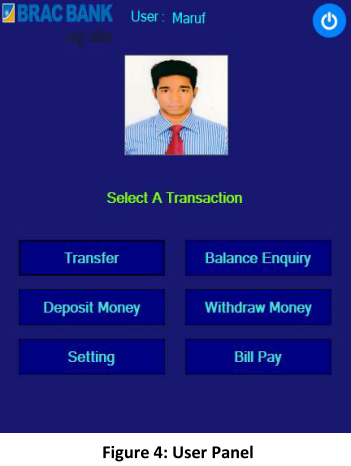 BRAC BANK User : Maruf
Select A Transaction
Transfer Balance Enquiry
Deposit Money Withdraw Money
Setting Bill Pay
Figure 4: User Panel